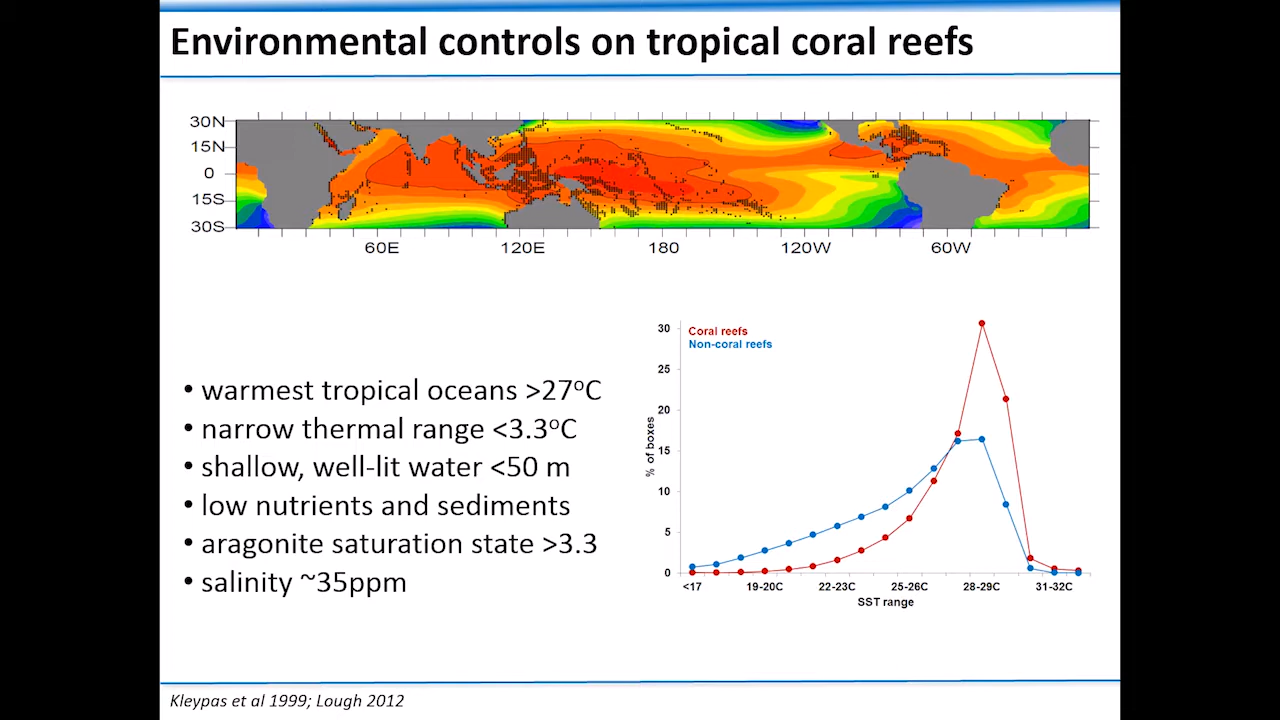 Environmental controls on tropical coral reefs
30N
15N
0
15S
30S
60E 120E 180 120W 60W
• warmest tropical oceans >27°C
• narrow thermal range <3.3°C
• shallow, well-lit water <50 m
• low nutrients and sediments
• aragonite saturation state >3.3
• salinity ~35ppm
Coral reefs
Non-coral reefs
% of boxes
30
25
20
15
10
5
0
<17 19-20C 22-23C 25-26C 28-29C 31-32C
SST range
Kleypas et al 1999; Lough 2012